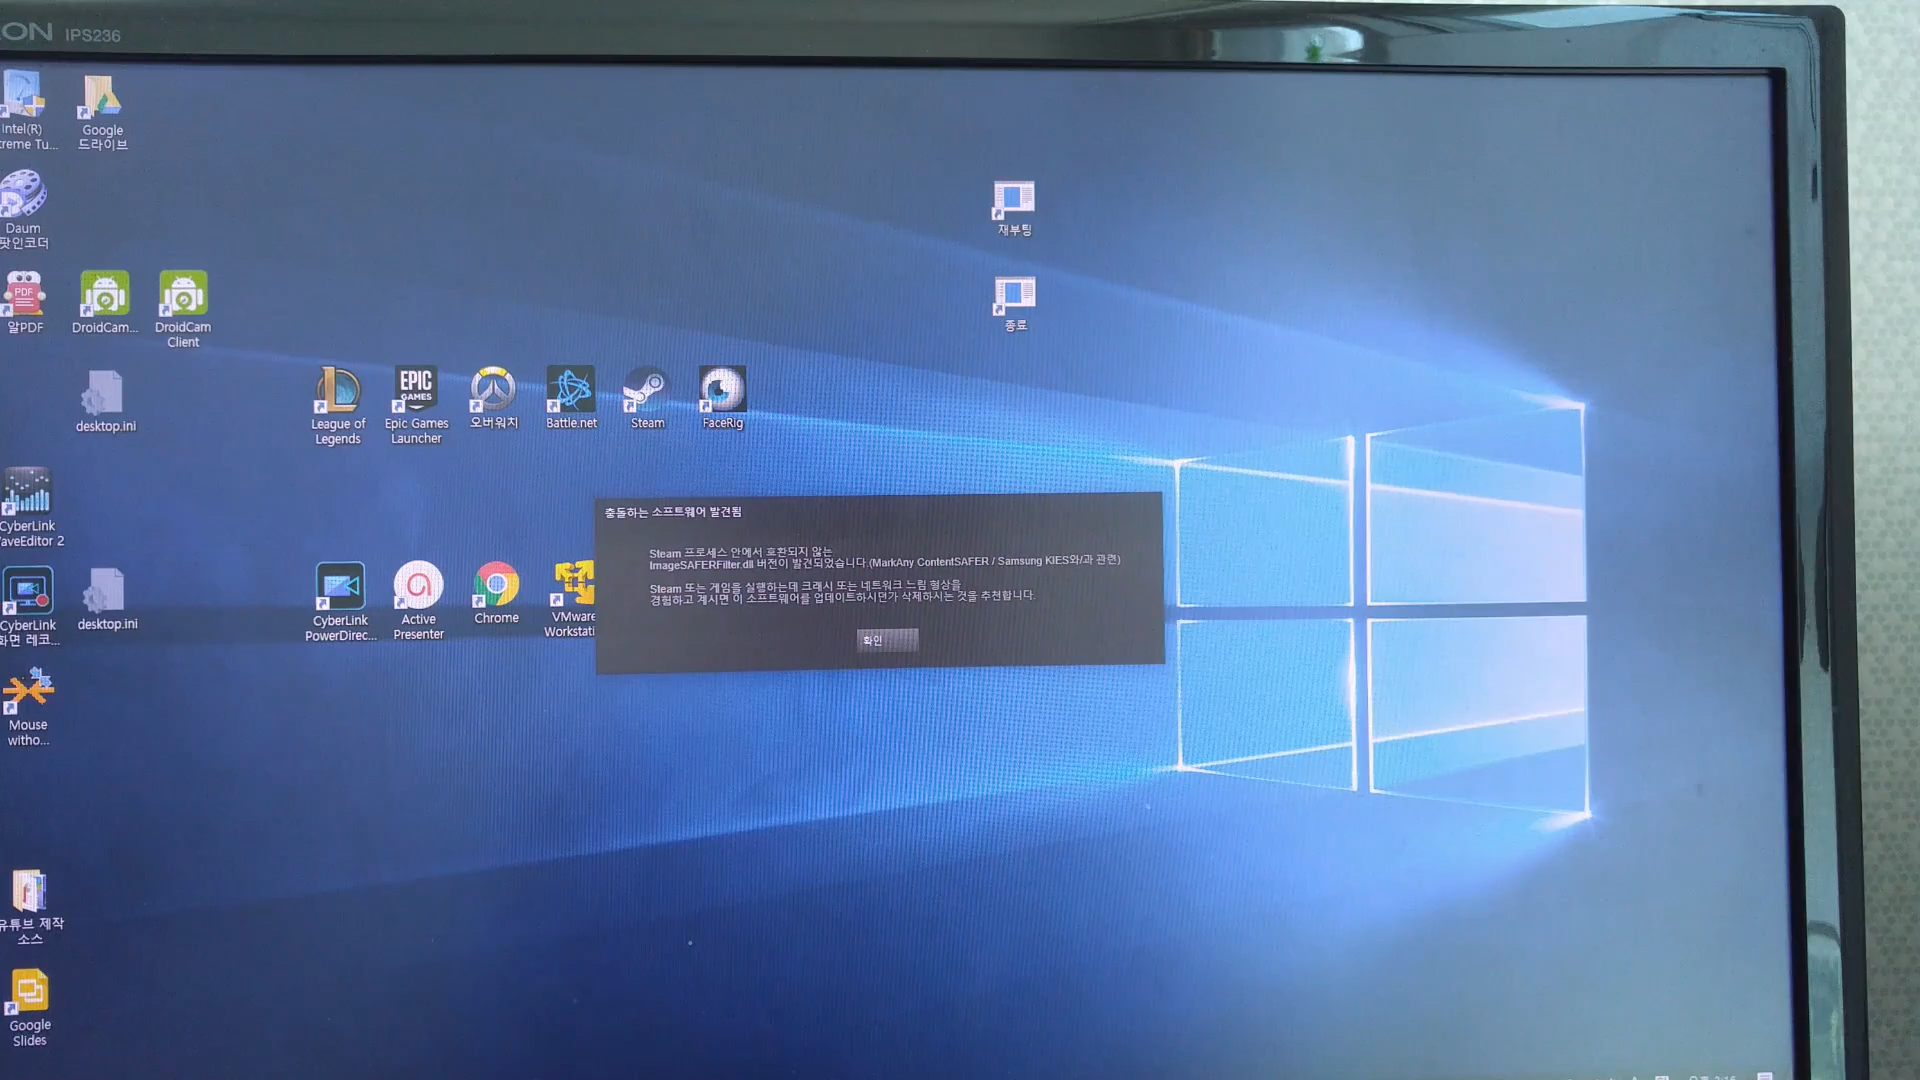 ON IPS236
Intel(R)
treme Tu...
Google
드라이브
Daum
팟인코더
재부팅
PDF
알PDF
DroidCam...
DroidCam
Client
종료
desktop.ini
League of
Legends
EPIC
GAMES
Epic Games
Launcher
오버워치
Battle.net
Steam
FaceRig
CyberLink
WaveEditor 2
충돌하는 소프트웨어 발견됨
Steam 프로세스 안에서 호환되지 않는
ImageSAFERFilter.dll 버전이 발견되었습니다.(MarkAny ContentSAFER / Samsung KIES와/과 관련)
Steam 또는 게임을 실행하는데 크래시 또는 네트워크 느림 형상을
경험하고 계시면 이 소프트웨어를 업데이트하시던가 삭제하시는 것을 추천합니다.
확인
CyberLink
화면 레코...
desktop.ini
CyberLink
PowerDirec...
Active
Presenter
Chrome
VMware
Workstati
Mouse
witho...
유튜브 제작
소스
Google
Slides